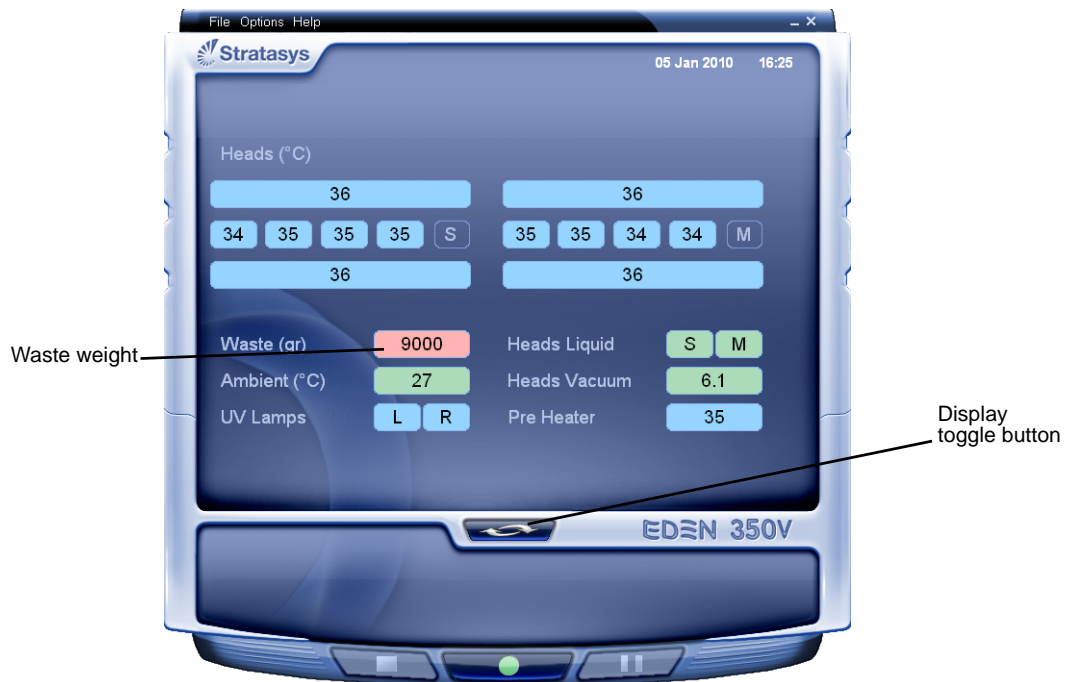 File Options Help
Stratasys
05 Jan 2010 16:25
Heads (°C)
36 36
34 35 35 35 S 35 35 34 34 M
36 36
Waste weight
Waste (gr) 9000 Heads Liquid S M
Ambient (°C) 27 Heads Vacuum 6.1
UV Lamps L R Pre Heater 35
Display
toggle button
EDEN 350V